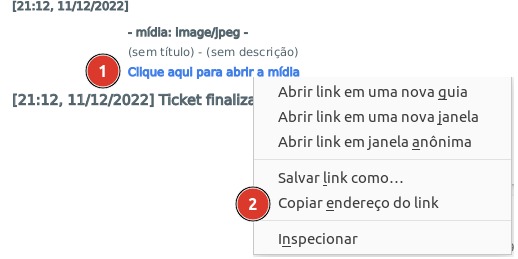 [21:12, 11/12/2022]
- mídia: image/jpeg -
(sem título) - (sem descrição)
1
Clique aqui para abrir a mídia
Abrir link em uma nova guia
[21:12, 11/12/2022] Ticket finaliza
Abrir link em uma nova janela
Abrir link em janela anônima
Salvar link como...
2
Copiar endereço do link
Inspecionar